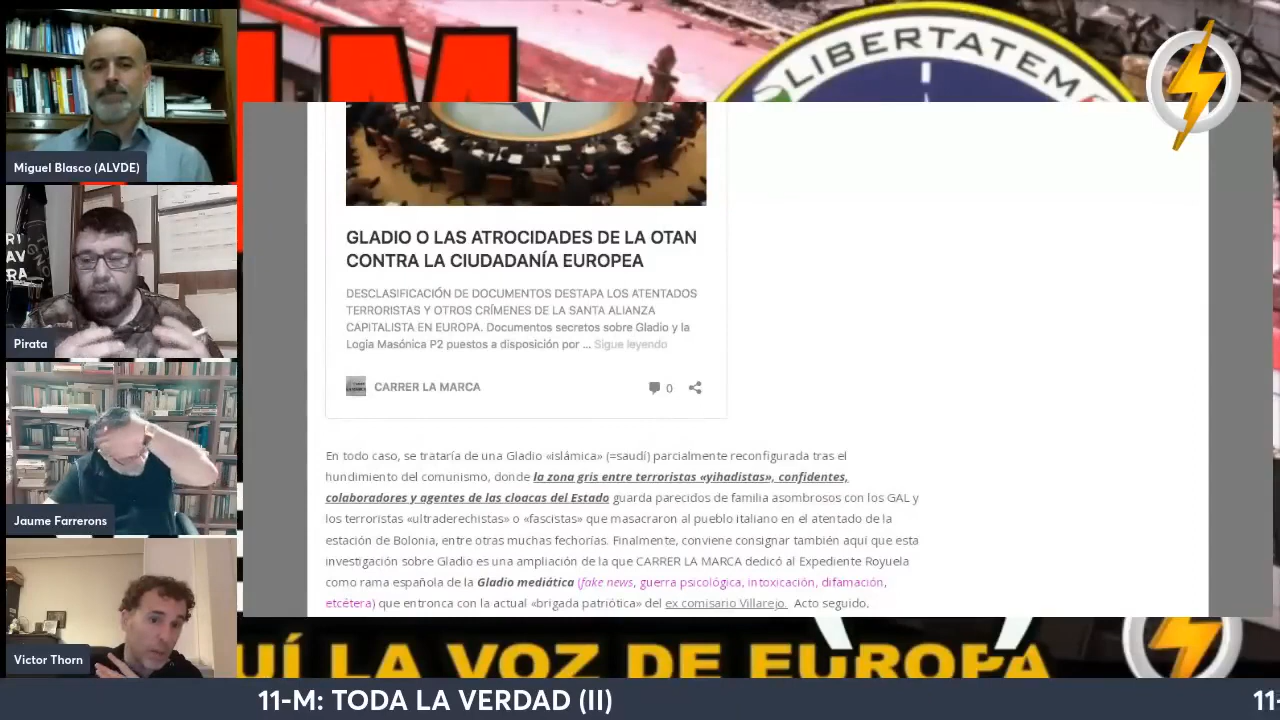 LIBERTATEM
Miguel Blasco (ALVDE)
Pirata
Jaume Farrerons
Victor Thorn
GLADIO O LAS ATROCIDADES DE LA OTAN
CONTRA LA CIUDADANÍA EUROPEA
DESCLASIFICACIÓN DE DOCUMENTOS DESTAPA LOS ATENTADOS
TERRORISTAS Y OTROS CRÍMENES DE LA SANTA ALIANZA
CAPITALISTA EN EUROPA. Documentos secretos sobre Gladio y la
Logia Masónica P2 puestos a disposición por ... Sigue leyendo
CARRER LA MARCA
0
En todo caso, se trataría de una Gladio «islámica» (=saudí) parcialmente reconfigurada tras el
hundimiento del comunismo, donde la zona gris entre terroristas «yihadistas», confidentes,
colaboradores y agentes de las cloacas del Estado guarda parecidos de familia asombrosos con los GAL y
los terroristas «ultraderechistas» o «fascistas» que masacraron al pueblo italiano en el atentado de la
estación de Bolonia, entre otras muchas fechorías. Finalmente, conviene consignar también aquí que esta
investigación sobre Gladio es una ampliación de la que CARRER LA MARCA dedicó al Expediente Royuela
como rama española de la Gladio mediática (fake news, guerra psicológica, intoxicación, difamación,
etcétera) que entronca con la actual «brigada patriótica» del ex comisario Villarejo. Acto seguido,
UÍ LA VOZ DE EUROPA
11-M: TODA LA VERDAD (II)
11-